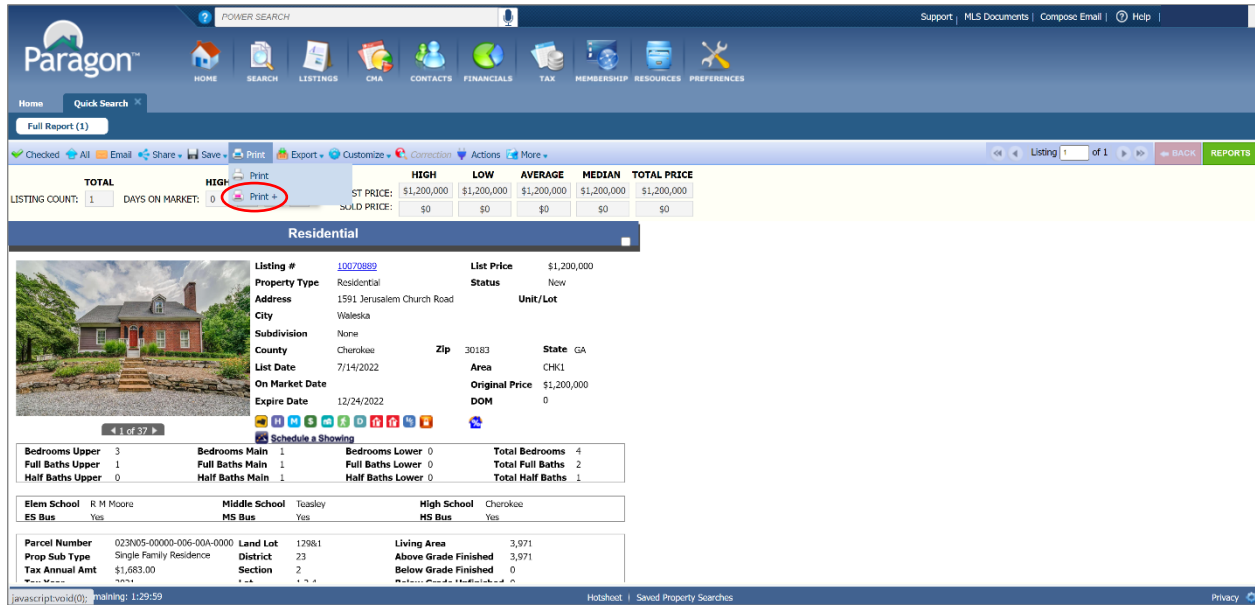 POWER SEARCH
Support | MLS Documents | Compose Email | Help |
Paragon™
HOME SEARCH LISTINGS CMA CONTACTS FINANCIALS TAX MEMBERSHIP RESOURCES PREFERENCES
Home Quick Search
Full Report (1)
Checked All Email Share Save Print Export Customize Correction Actions More Listing 1 of 1 BACK REPORTS
Print
Print +
TOTAL HIGH HIGH LOW AVERAGE MEDIAN TOTAL PRICE
LISTING COUNT: 1 DAYS ON MARKET: 0 ST PRICE: $1,200,000 $1,200,000 $1,200,000 $1,200,000 $1,200,000
SOLD PRICE: $0 $0 $0 $0 $0
Residential
Listing # 10070889 List Price $1,200,000
Property Type Residential Status New
Address 1591 Jerusalem Church Road Unit/Lot
City Waleska
Subdivision None
County Cherokee Zip 30183 State GA
List Date 7/14/2022 Area CHK1
On Market Date Original Price $1,200,000
Expire Date 12/24/2022 DOM 0
1 of 37
Schedule a Showing
Bedrooms Upper 3 Bedrooms Main 1 Bedrooms Lower 0 Total Bedrooms 4
Full Baths Upper 1 Full Baths Main 1 Full Baths Lower 0 Total Full Baths 2
Half Baths Upper 0 Half Baths Main 1 Half Baths Lower 0 Total Half Baths 1
Elem School R M Moore Middle School Teasley High School Cherokee
ES Bus Yes MS Bus Yes HS Bus Yes
Parcel Number 023N05-00000-006-00A-0000 Land Lot 129&1 Living Area 3,971
Prop Sub Type Single Family Residence District 23 Above Grade Finished 3,971
Tax Annual Amt $1,683.00 Section 2 Below Grade Finished 0
javascript:void(0); maining: 1:29:59 Hotsheet | Saved Property Searches Privacy